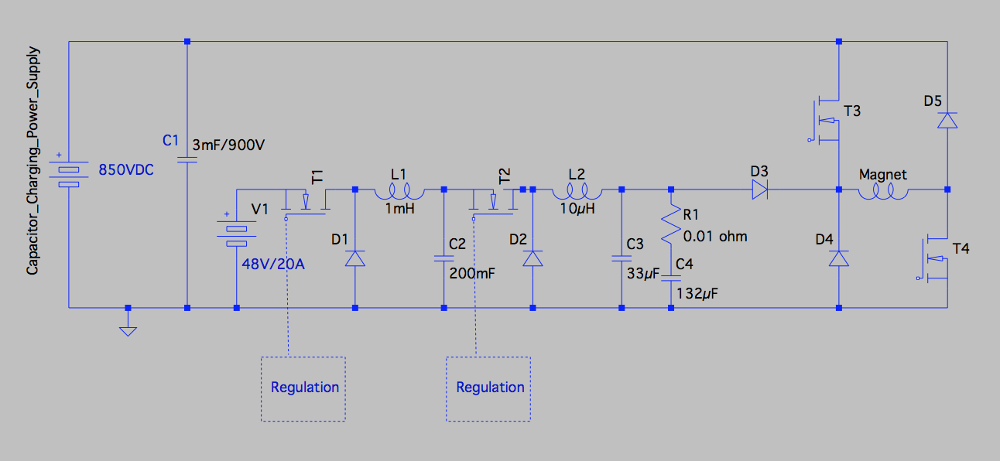 Capacitor_Charging_Power_Supply
+
850VDC
C1
3mF/900V
+
V1
48V/20A
T1
D1
L1
1mH
C2
200mF
T2
D2
L2
10µH
C3
33µF
R1
0.01 ohm
C4
132µF
D3
T3
D4
Magnet
D5
T4
Regulation
Regulation